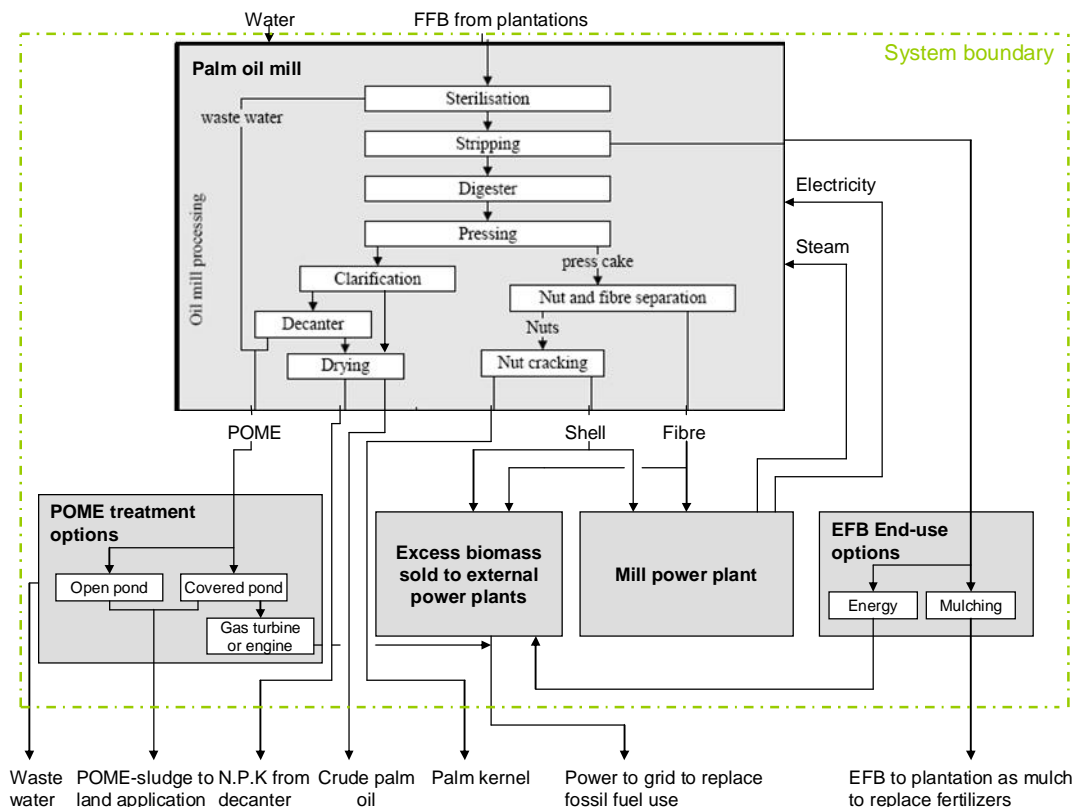 Water
FFB from plantations
System boundary
Palm oil mill
Sterilisation
waste water
Stripping
Digester
Electricity
Pressing
Steam
press cake
Oil mill processing
Clarification
Nut and fibre separation
Decanter
Nuts
Drying
Nut cracking
POME
Shell
Fibre
POME treatment
options
Open pond
Covered pond
Gas turbine
or engine
Excess biomass
sold to external
power plants
Mill power plant
EFB End-use
options
Energy
Mulching
Waste
water
POME-sludge to
land application
N.P.K from
decanter
Crude palm
oil
Palm kernel
Power to grid to replace
fossil fuel use
EFB to plantation as mulch
to replace fertilizers